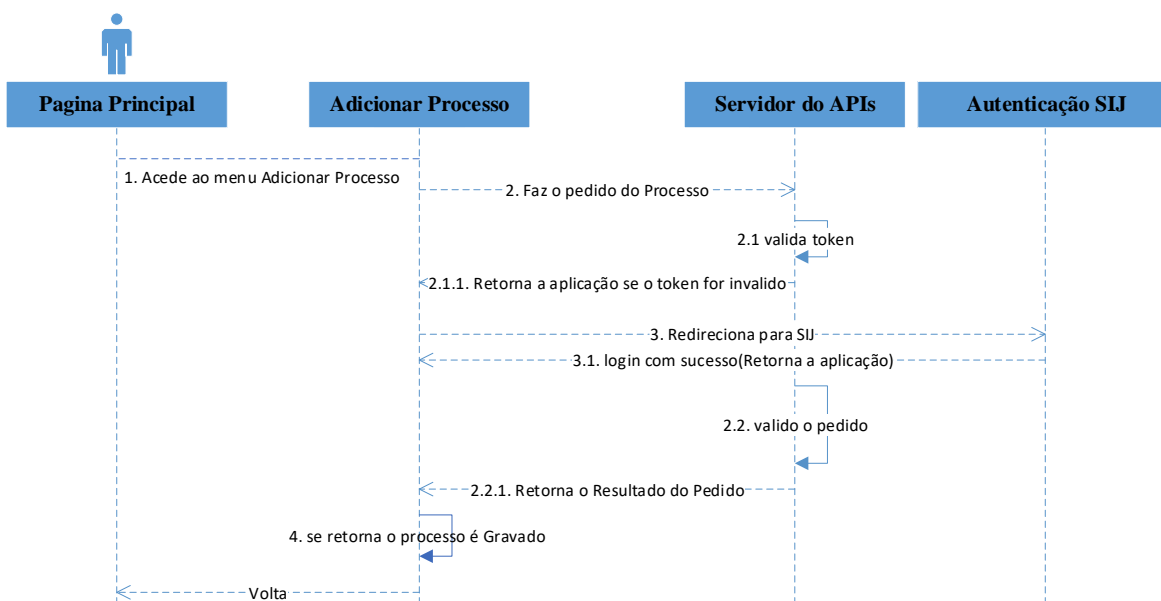 Pagina Principal
Adicionar Processo
Servidor do APIs
Autenticação SIJ
1. Acede ao menu Adicionar Processo
2. Faz o pedido do Processo
2.1 valida token
2.1.1. Retorna a aplicação se o token for invalido
3. Redireciona para SIJ
3.1. login com sucesso(Retorna a aplicação)
2.2. valido o pedido
2.2.1. Retorna o Resultado do Pedido
4. se retorna o processo é Gravado
Volta